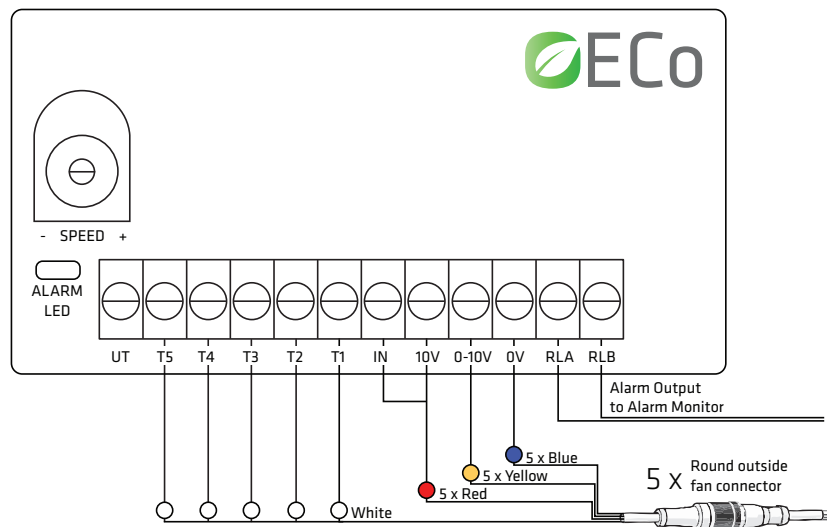 ECo
- SPEED +
ALARM
LED
UT T5 T4 T3 T2 T1 IN 10V 0-10V 0V RLA RLB
Alarm Output
to Alarm Monitor
5 x Blue
5 x Yellow
5 x Red
White
5 x Round outside
fan connector